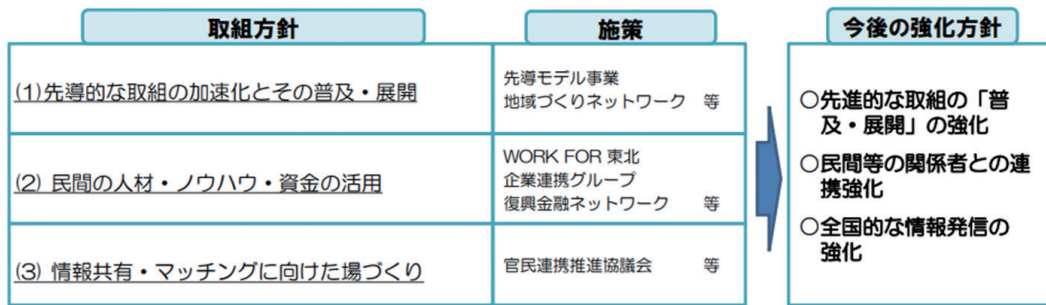 取組方針
施策
今後の強化方針
(1)先導的な取組の加速化とその普及・展開
先導モデル事業
地域づくりネットワーク 等
(2) 民間の人材・ノウハウ・資金の活用
WORK FOR 東北
企業連携グループ
復興金融ネットワーク 等
(3) 情報共有・マッチングに向けた場づくり
官民連携推進協議会 等
○先進的な取組の「普
及・展開」の強化
○民間等の関係者との連
携強化
○全国的な情報発信の
強化